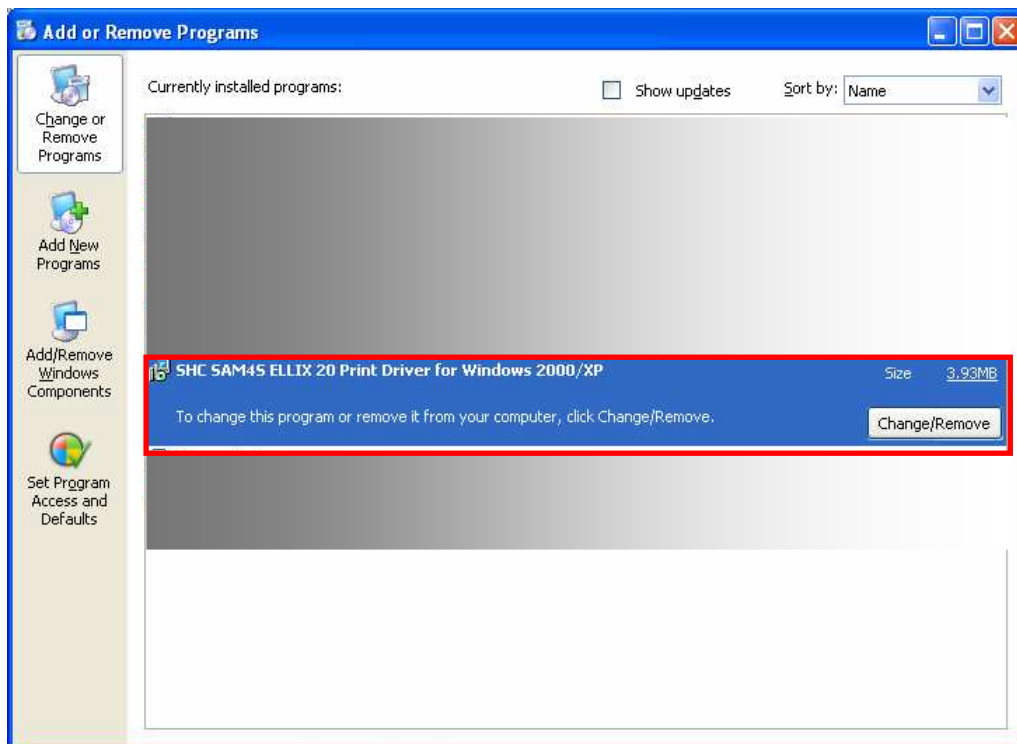 Add or Remove Programs
Change or
Remove
Programs
Add New
Programs
Add/Remove
Windows
Components
Set Program
Access and
Defaults
Currently installed programs:
Show updates
Sort by: Name
SHC SAM45 ELLIX 20 Print Driver for Windows 2000/XP
Size 3.93MB
To change this program or remove it from your computer, click Change/Remove.
Change/Remove